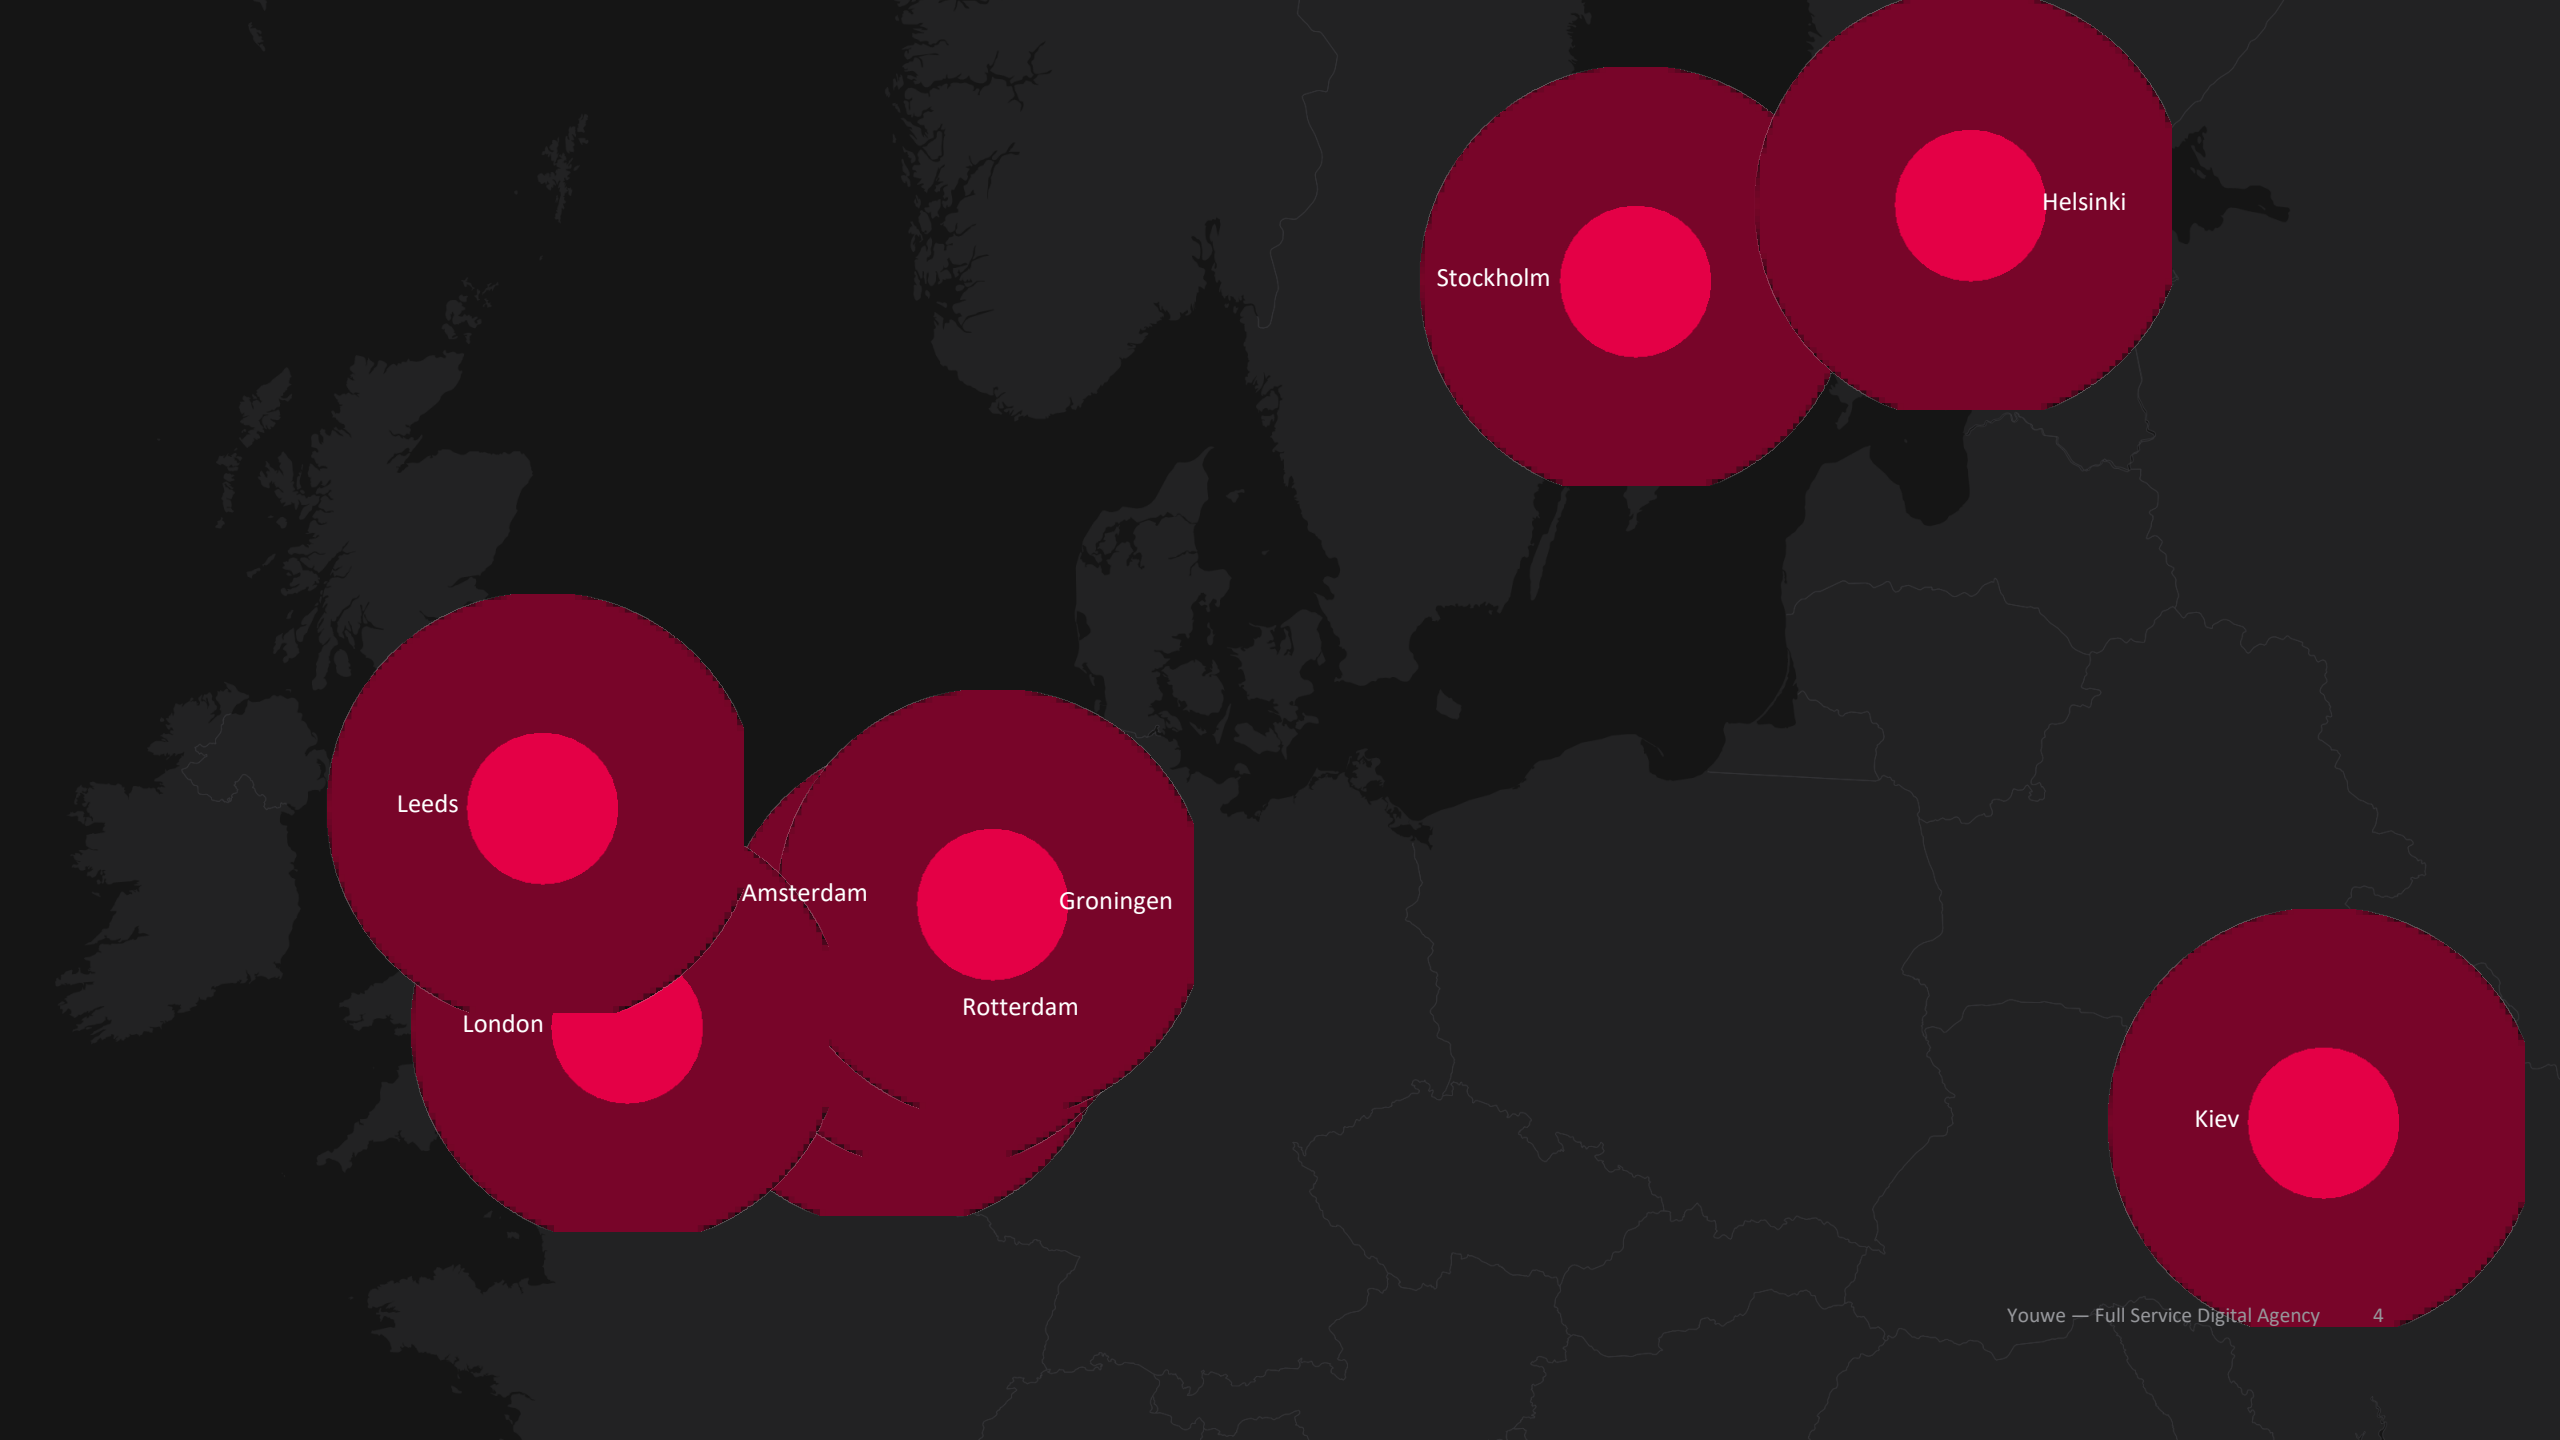 Helsinki
Stockholm
Leeds
Amsterdam
Groningen
Rotterdam
London
Kiev
Youwe — Full Service Digital Agency 4